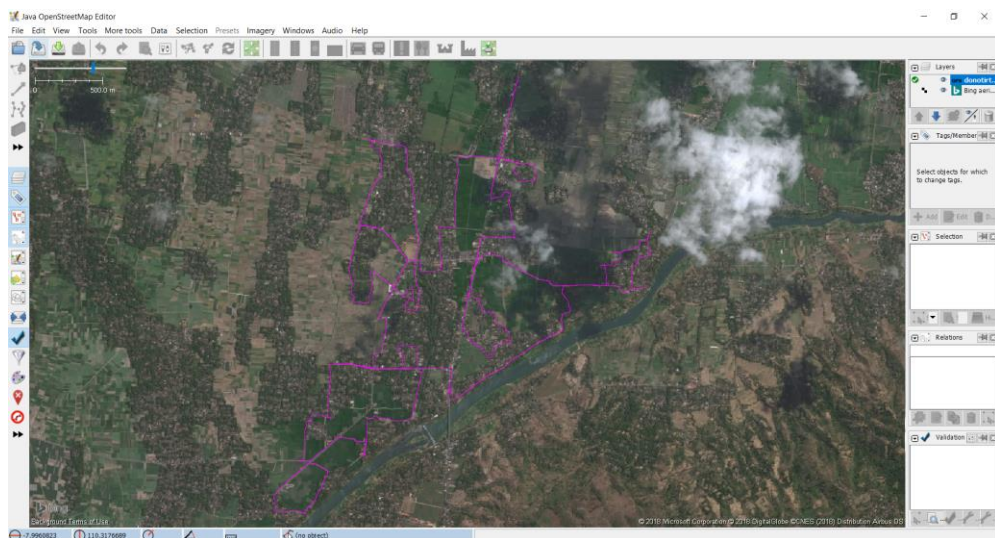 Java OpenStreetMap Editor
File Edit View Tools More tools Data Selection Presets Imagery Windows Audio Help
500.0 m
Layers
donotirt...
Bing aeri...
Tags/Member
Select objects for which
to change tags.
Add Edit D...
Selection
Relations
Validation
Background Terms of Use
© 2018 Microsoft Corporation © 2018 DigitalGlobe ©CNES (2018) Distribution Airbus DS
-7.9960823 110.3176689 (no object)